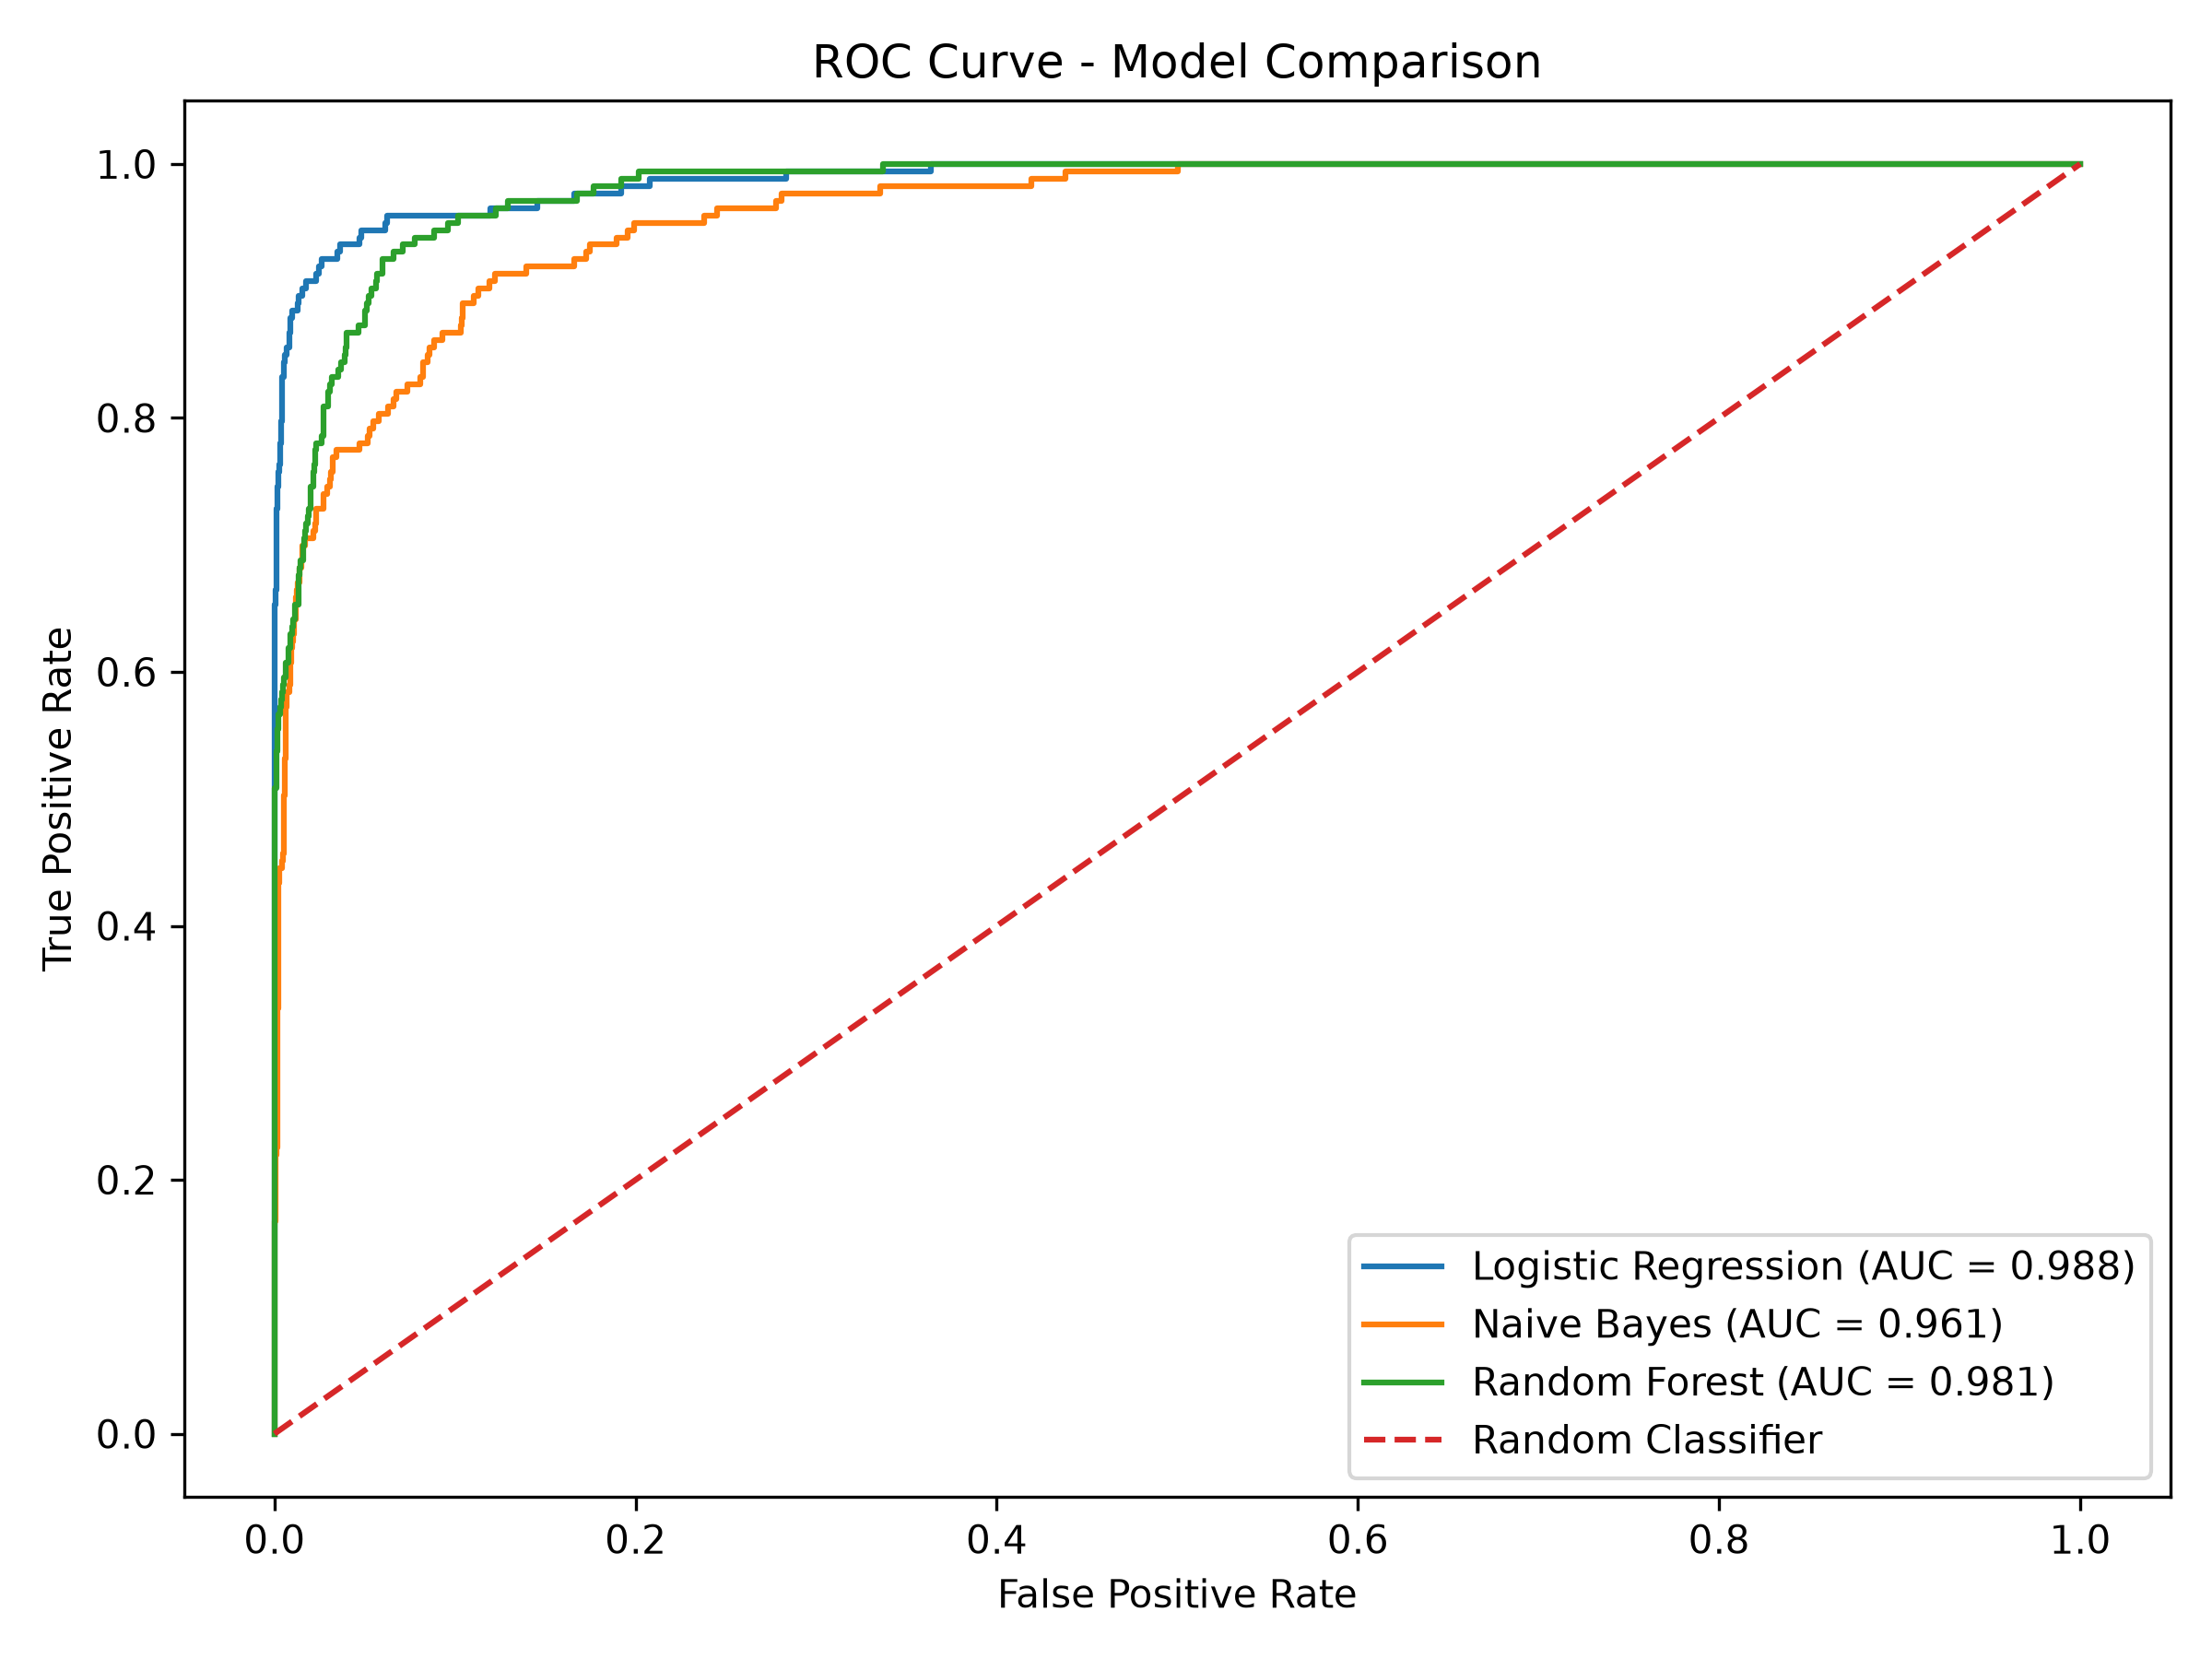 ROC Curve - Model Comparison
True Positive Rate
1.0
0.8
0.6
0.4
0.2
0.0
0.0 0.2 0.4 0.6 0.8 1.0
False Positive Rate
Logistic Regression (AUC = 0.988)
Naive Bayes (AUC = 0.961)
Random Forest (AUC = 0.981)
Random Classifier